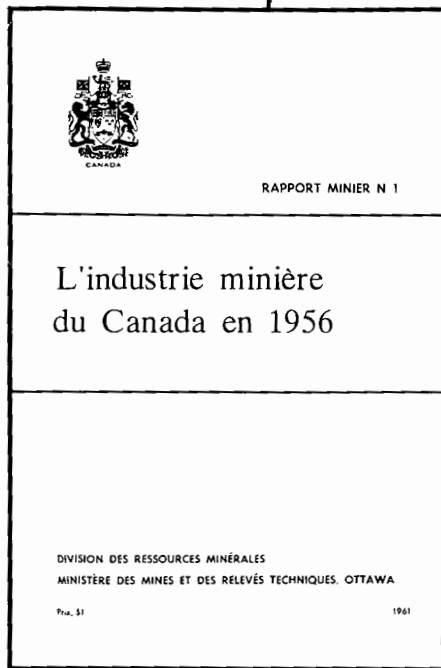 CANADA
RAPPORT MINIER N 1
L'industrie minière
du Canada en 1956
DIVISION DES RESSOURCES MINÉRALES
MINISTÈRE DES MINES ET DES RELEVÉS TECHNIQUES, OTTAWA
Prix, $1 1961